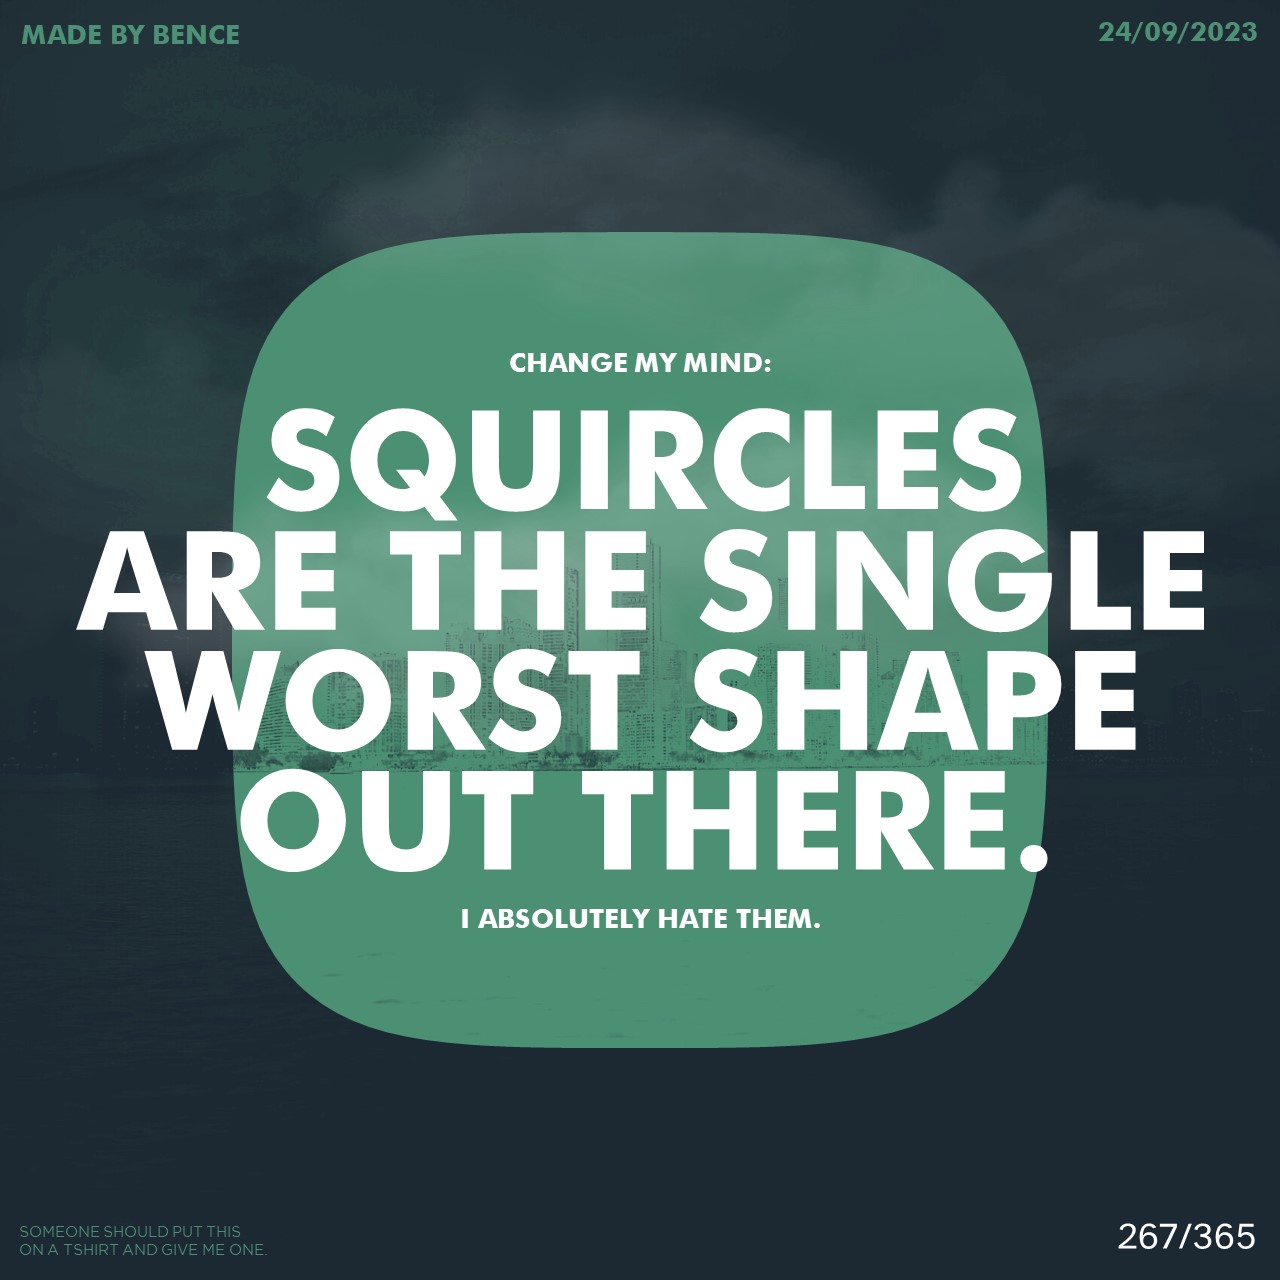 MADE BY BENCE
24/09/2023
CHANGE MY MIND:
SQUIRCLES
ARE THE SINGLE
WORST SHAPE
OUT THERE.
I ABSOLUTELY HATE THEM.
SOMEONE SHOULD PUT THIS
ON A TSHIRT AND GIVE ME ONE.
267/365